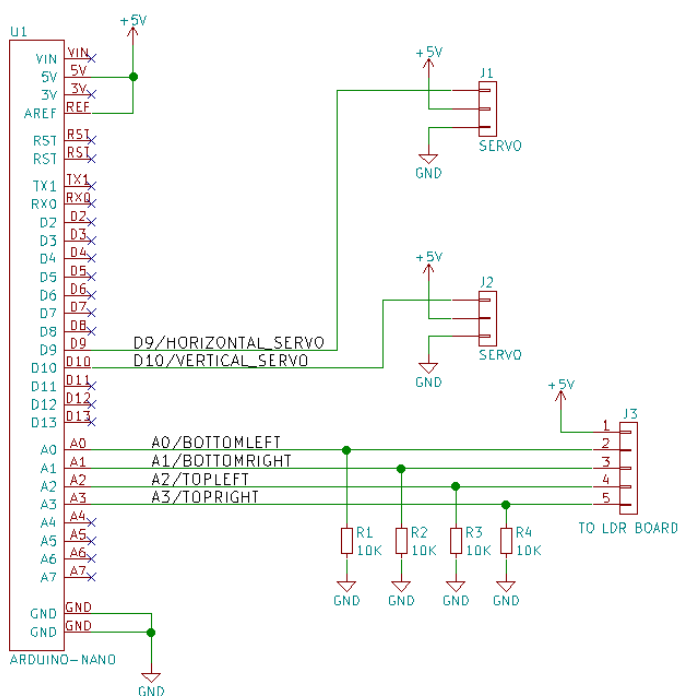 U1
+5V
VIN VIN
5V 5V
3V 3V
AREF REF
RST RST
RST RST
TX1 TX1
RX0 RX0
D2 D2
D3 D3
D4 D4
D5 D5
D6 D6
D7 D7
D8 D8
D9 D9 D9/HORIZONTAL_SERVO
D10 D10 D10/VERTICAL_SERVO
D11 D11
D12 D12
D13 D13
A0 A0 A0/BOTTOMLEFT
A1 A1 A1/BOTTOMRIGHT
A2 A2 A2/TOPLEFT
A3 A3 A3/TOPRIGHT
A4 A4
A5 A5
A6 A6
A7 A7
GND GND
GND GND
ARDUINO-NANO
GND
+5V
J1
SERVO
GND
+5V
J2
SERVO
GND
+5V
J3
1
2
3
4
5
TO LDR BOARD
R1 R2 R3 R4
10K 10K 10K 10K
GND GND GND GND